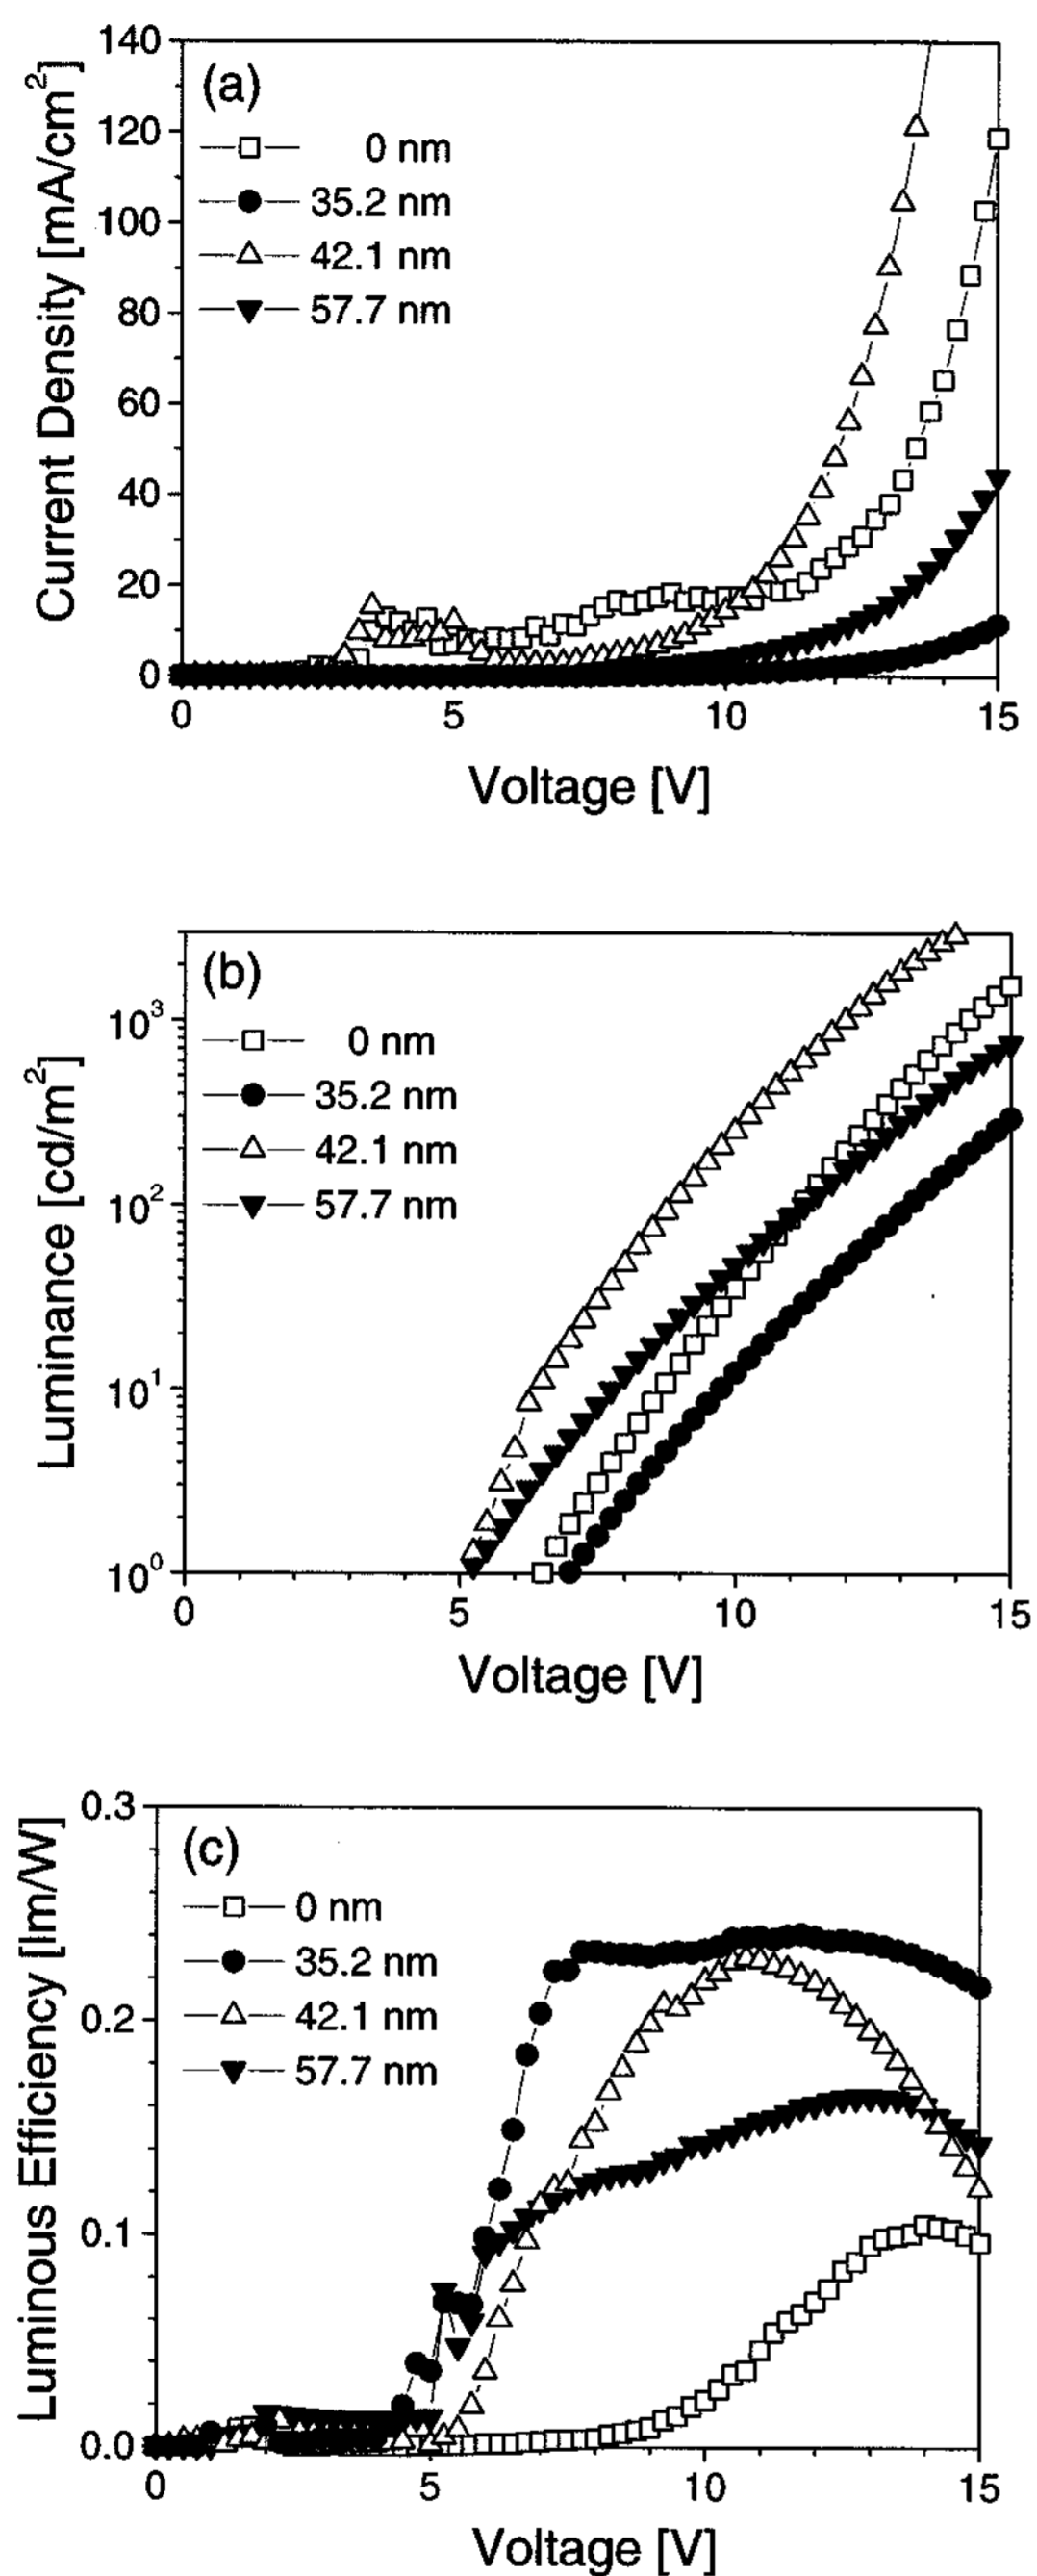 (a)
0 nm
35.2 nm
42.1 nm
57.7 nm
140
120
100
80
60
40
20
0
Current Density [mA/cm²]
0 5 10 15
Voltage [V]
(b)
0 nm
35.2 nm
42.1 nm
57.7 nm
10³
10²
10¹
10⁰
Luminance [cd/m²]
0 5 10 15
Voltage [V]
(c)
0 nm
35.2 nm
42.1 nm
57.7 nm
0.3
0.2
0.1
0.0
Luminous Efficiency [lm/W]
0 5 10 15
Voltage [V]